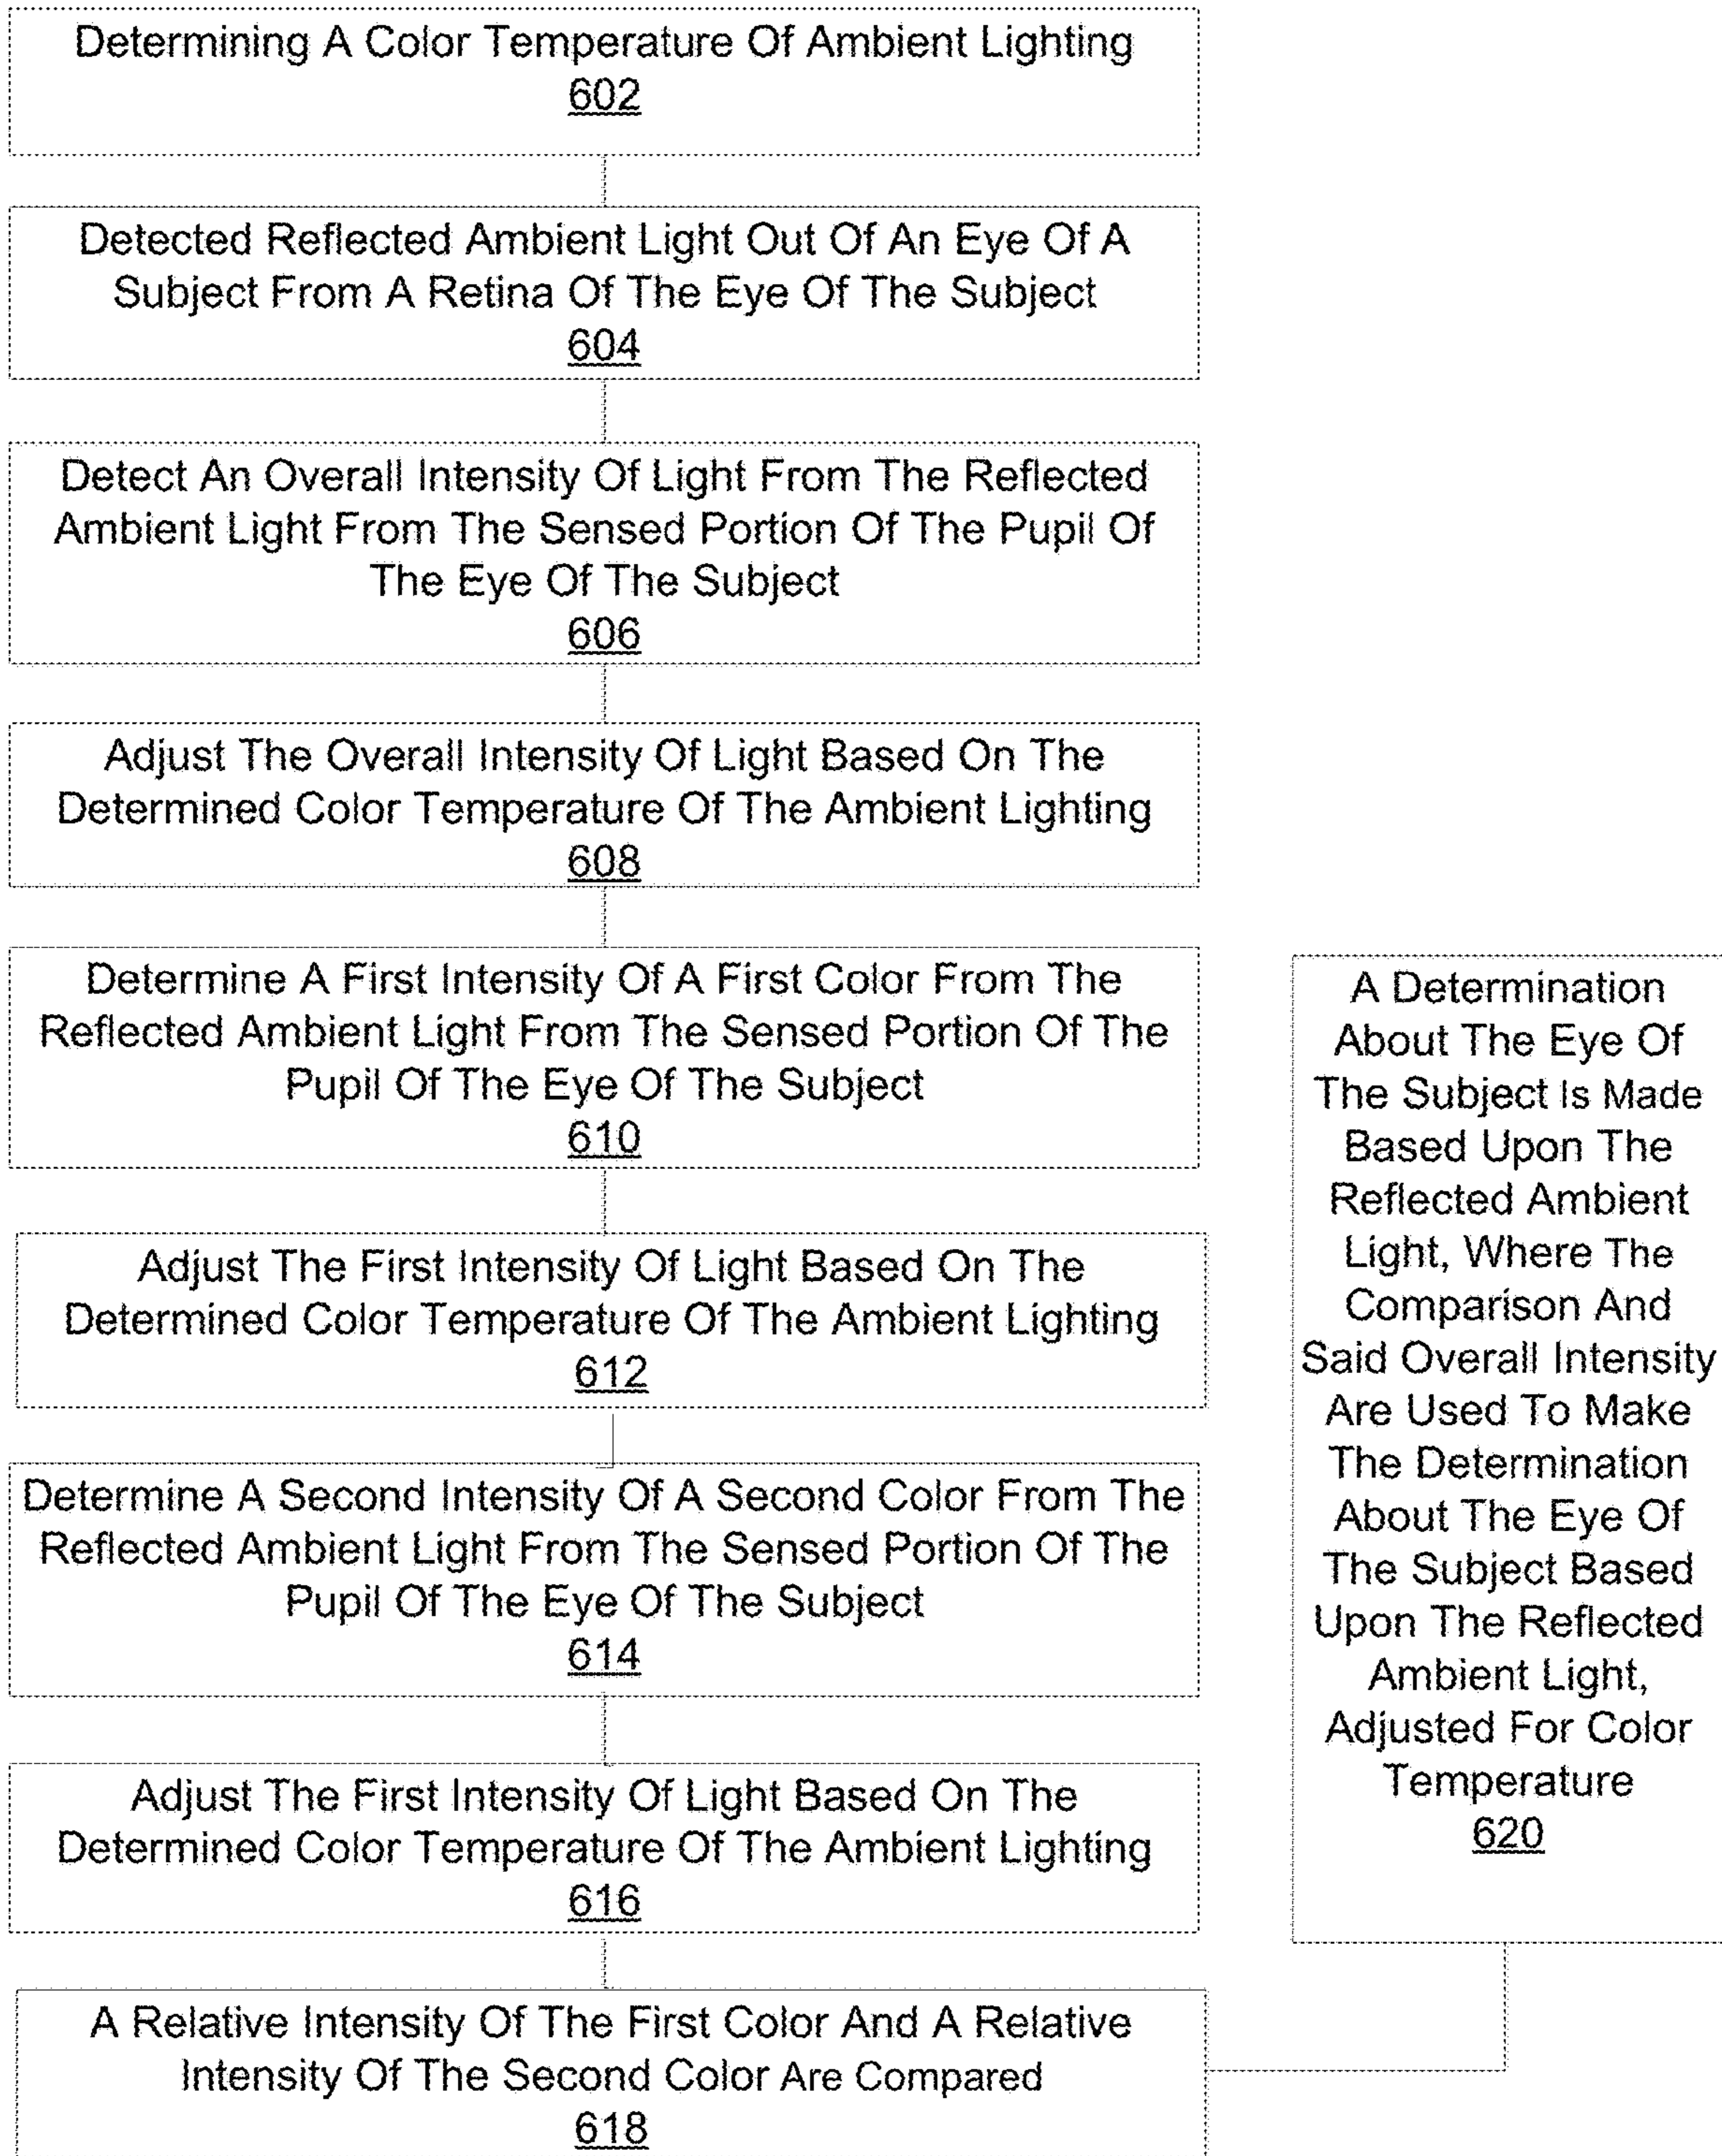 Determining A Color Temperature Of Ambient Lighting
602
Detected Reflected Ambient Light Out Of An Eye Of A
Subject From A Retina Of The Eye Of The Subject
604
Detect An Overall Intensity Of Light From The Reflected
Ambient Light From The Sensed Portion Of The Pupil Of
The Eye Of The Subject
606
Adjust The Overall Intensity Of Light Based On The
Determined Color Temperature Of The Ambient Lighting
608
Determine A First Intensity Of A First Color From The
Reflected Ambient Light From The Sensed Portion Of The
Pupil Of The Eye Of The Subject
610
Adjust The First Intensity Of Light Based On The
Determined Color Temperature Of The Ambient Lighting
612
Determine A Second Intensity Of A Second Color From The
Reflected Ambient Light From The Sensed Portion Of The
Pupil Of The Eye Of The Subject
614
Adjust The First Intensity Of Light Based On The
Determined Color Temperature Of The Ambient Lighting
616
A Relative Intensity Of The First Color And A Relative
Intensity Of The Second Color Are Compared
618
A Determination
About The Eye Of
The Subject Is Made
Based Upon The
Reflected Ambient
Light, Where The
Comparison And
Said Overall Intensity
Are Used To Make
The Determination
About The Eye Of
The Subject Based
Upon The Reflected
Ambient Light,
Adjusted For Color
Temperature
620